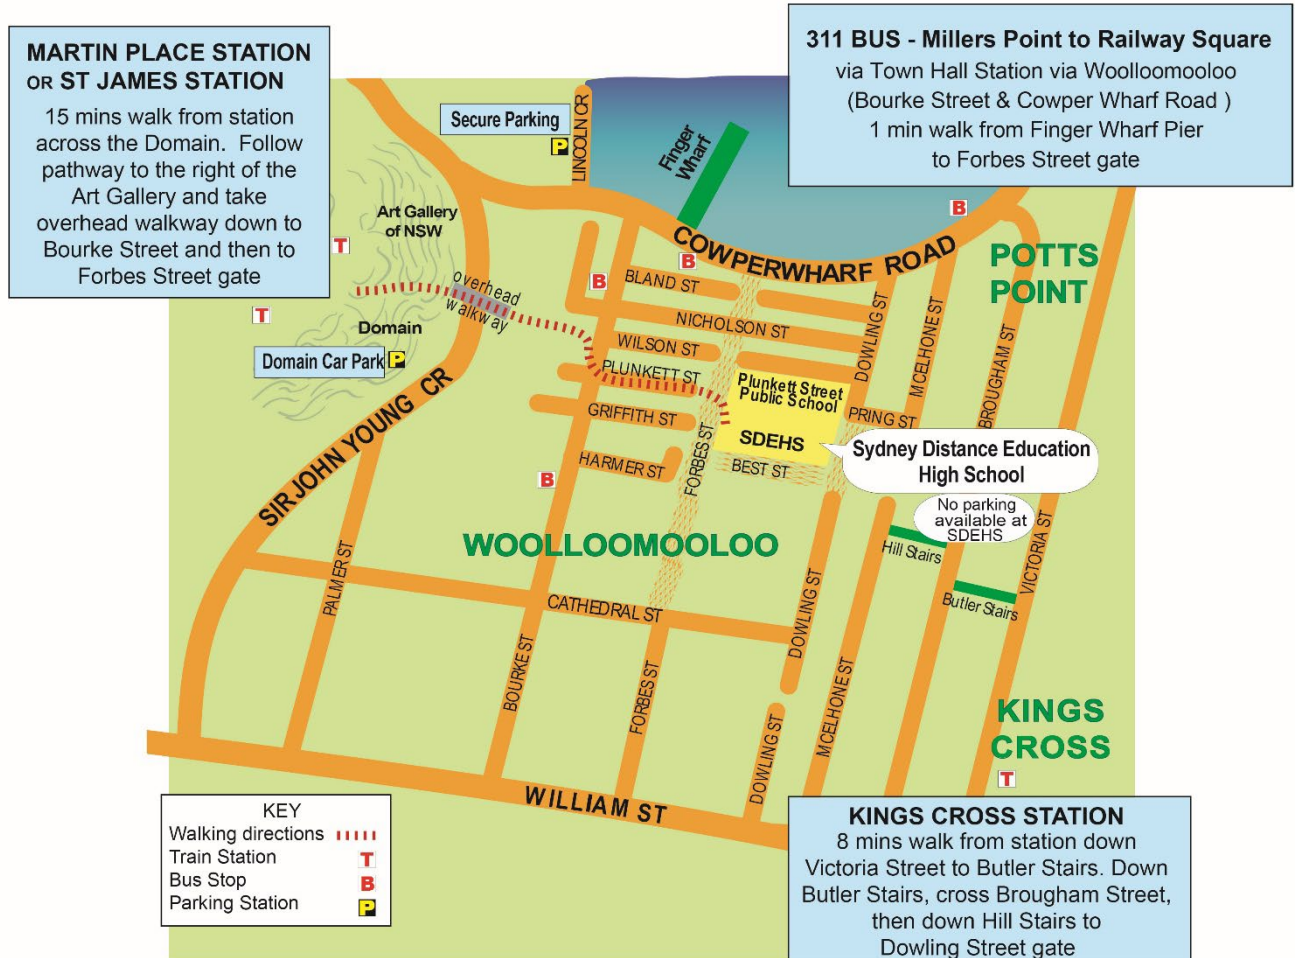 MARTIN PLACE STATION
OR ST JAMES STATION
15 mins walk from station
across the Domain. Follow
pathway to the right of the
Art Gallery and take
overhead walkway down to
Bourke Street and then to
Forbes Street gate
311 BUS - Millers Point to Railway Square
via Town Hall Station via Woolloomooloo
(Bourke Street & Cowper Wharf Road )
1 min walk from Finger Wharf Pier
to Forbes Street gate
Secure Parking
P
LINCOLN CR
Finger
Wharf
B
Art Gallery
of NSW
T
COWPERWHARF ROAD
POTTS
POINT
B
B
overhead
walkway
BLAND ST
T
NICHOLSON ST
DOWLING ST
MCELHONE ST
BROUGHAM ST
Domain
WILSON ST
Domain Car Park
P
PLUNKETT ST
Plunkett Street
Public School
SIR JOHN YOUNG CR
GRIFFITH ST
PRING ST
SDEHS
FORBES ST
Sydney Distance Education
High School
HARMER ST
BEST ST
B
No parking
available at
SDEHS
WOOLLOOMOOLOO
Hill Stairs
VICTORIA ST
PALMER ST
CATHEDRAL ST
DOWLING ST
Butler Stairs
BOURKE ST
FORBES ST
MCELHONE ST
KINGS
CROSS
DOWLING ST
T
WILLIAM ST
KEY
Walking directions
Train Station T
Bus Stop B
Parking Station P
KINGS CROSS STATION
8 mins walk from station down
Victoria Street to Butler Stairs. Down
Butler Stairs, cross Brougham Street,
then down Hill Stairs to
Dowling Street gate